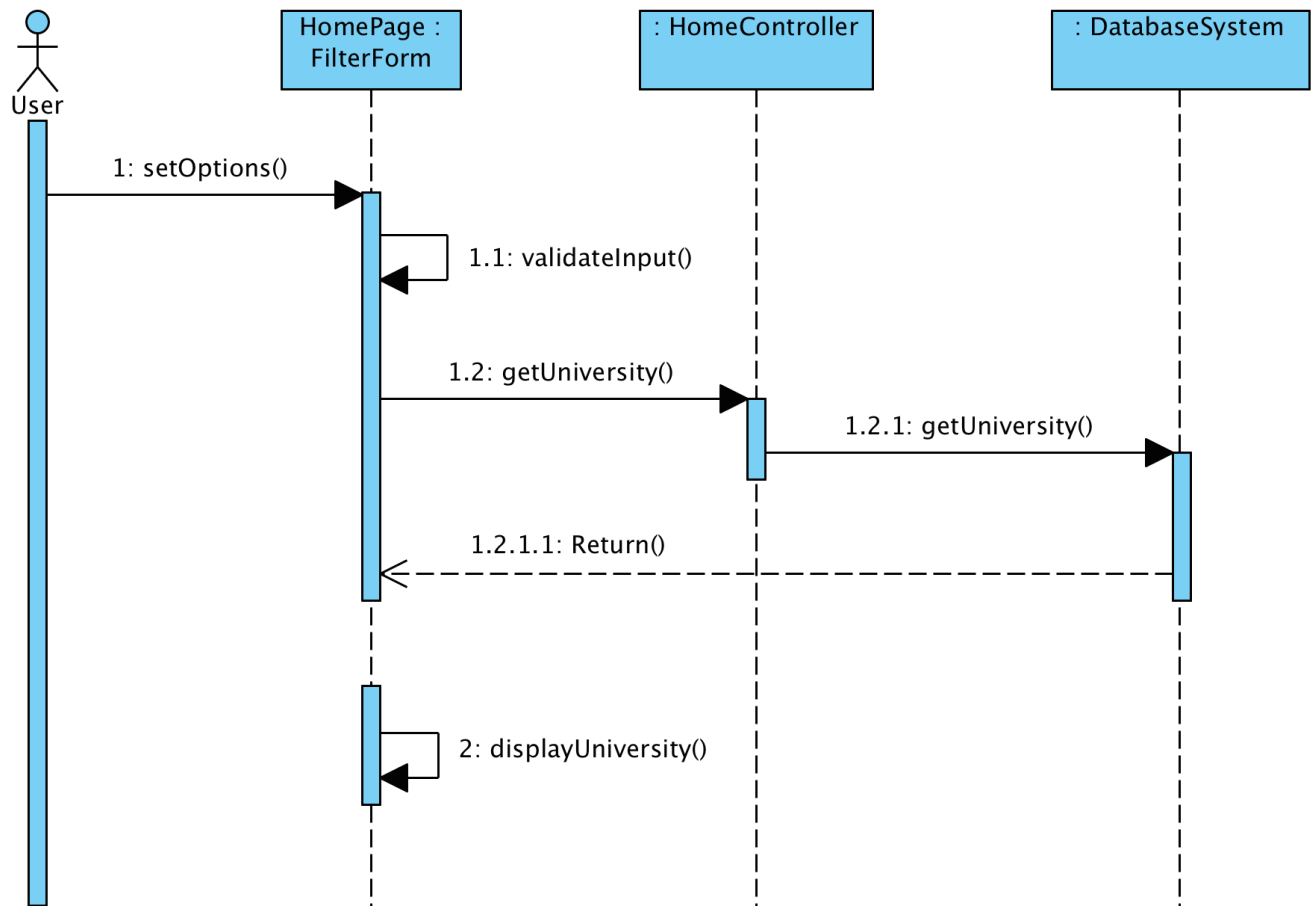 HomePage :
FilterForm
: HomeController
: DatabaseSystem
User
1: setOptions()
1.1: validateInput()
1.2: getUniversity()
1.2.1: getUniversity()
1.2.1.1: Return()
2: displayUniversity()